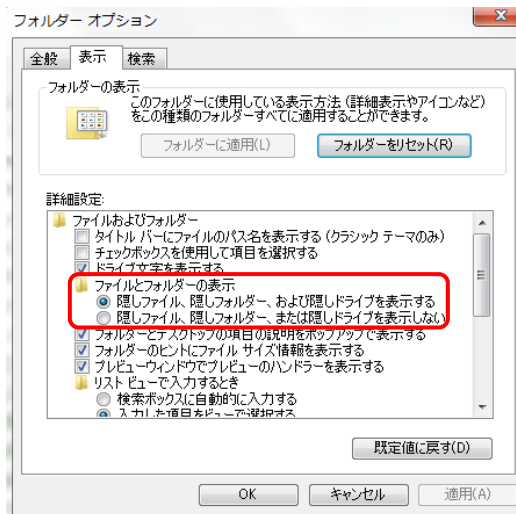 フォルダー オプション
全般 表示 検索
フォルダーの表示
このフォルダーに使用している表示方法 (詳細表示やアイコンなど)
をこの種類のフォルダーすべてに適用することができます。
フォルダーに適用(L) フォルダーをリセット(R)
詳細設定:
ファイルおよびフォルダー
タイトル バーにファイルのパス名を表示する (クラシック テーマのみ)
チェックボックスを使用して項目を選択する
ドライブ文字を表示する
ファイルとフォルダーの表示
隠しファイル、隠しフォルダー、および隠しドライブを表示する
隠しファイル、隠しフォルダー、または隠しドライブを表示しない
フォルダーとデスクトップの項目の説明をポップアップで表示する
フォルダーのヒントにファイル サイズ情報を表示する
プレビューウィンドウでプレビューのハンドラーを表示する
リスト ビューで入力するとき
検索ボックスに自動的に入力する
入力した項目をビューで選択する
既定値に戻す(D)
OK キャンセル 適用(A)